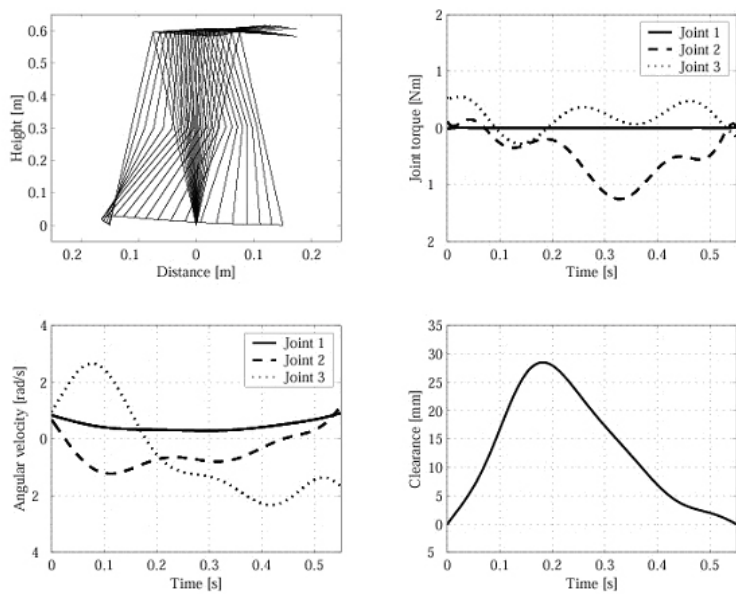 0.6
0.5
0.4
0.3
0.2
0.1
0
Height [m]
0.2 0.1 0 0.1 0.2
Distance [m]
2
1
0
1
2
Joint torque [Nm]
Joint 1
Joint 2
Joint 3
0 0.1 0.2 0.3 0.4 0.5
Time [s]
4
2
0
2
4
Angular velocity [rad/s]
Joint 1
Joint 2
Joint 3
0 0.1 0.2 0.3 0.4 0.5
Time [s]
35
30
25
20
15
10
5
0
5
Clearance [mm]
0 0.1 0.2 0.3 0.4 0.5
Time [s]